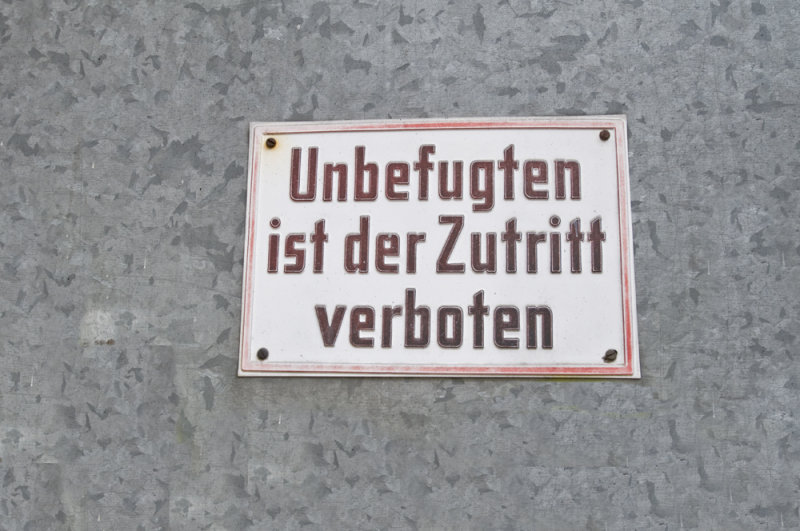 Unbefugten
ist der Zutritt
verboten